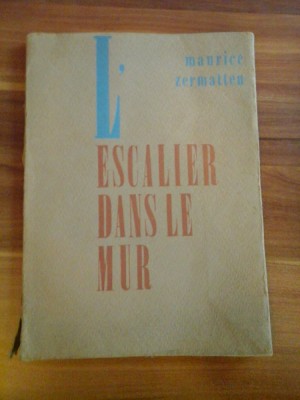 maurice
zermatten
L'
ESCALIER
DANS LE
MUR